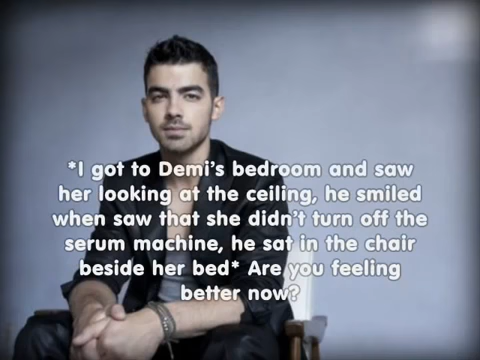 *I got to Demi's bedroom and saw
her looking at the ceiling, he smiled
when saw that she didn't turn off the
serum machine, he sat in the chair
beside her bed* Are you feeling
better now?